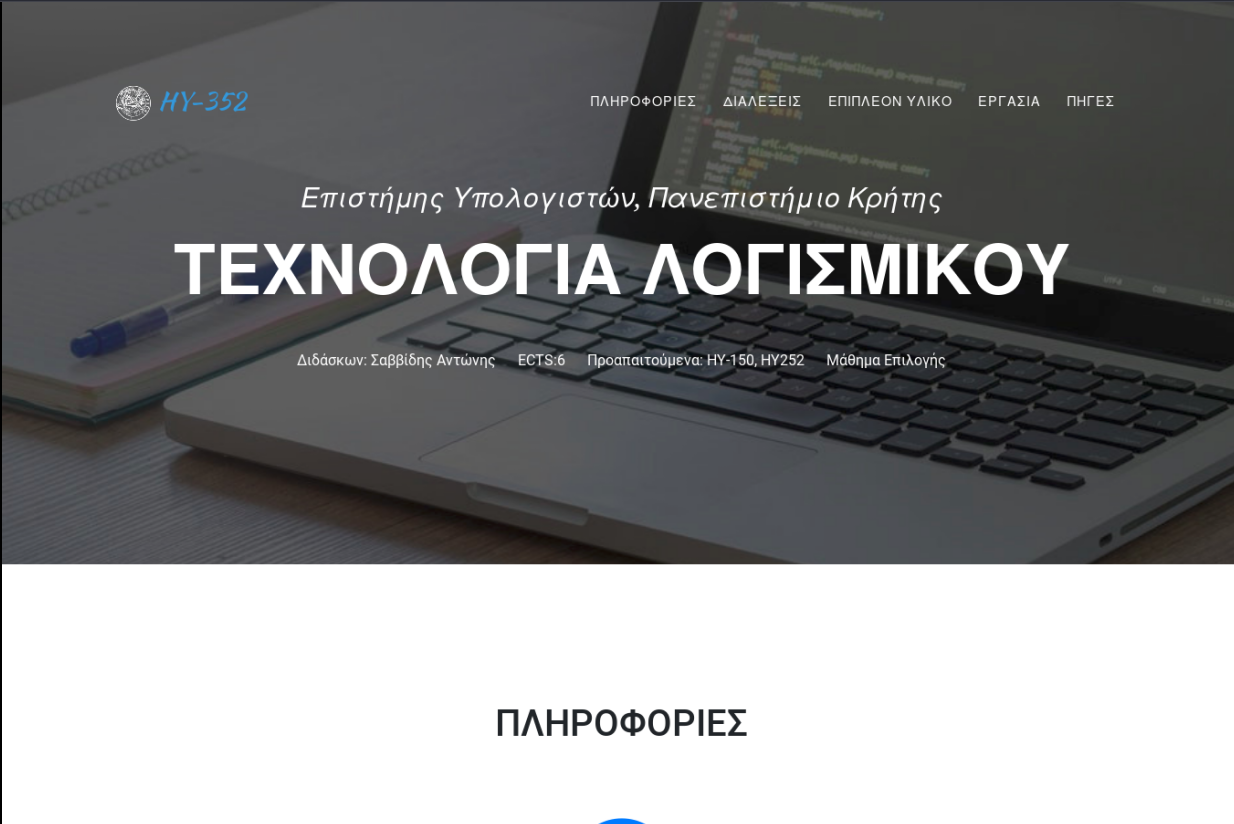 HY-352
ΠΛΗΡΟΦΟΡΙΕΣ ΔΙΑΛΕΞΕΙΣ ΕΠΙΠΛΕΟΝ ΥΛΙΚΟ ΕΡΓΑΣΙΑ ΠΗΓΕΣ
Επιστήμης Υπολογιστών, Πανεπιστήμιο Κρήτης
ΤΕΧΝΟΛΟΓΙΑ ΛΟΓΙΣΜΙΚΟΥ
Διδάσκων: Σαββίδης Αντώνης ECTS:6 Προαπαιτούμενα: ΗΥ-150, ΗΥ252 Μάθημα Επιλογής
ΠΛΗΡΟΦΟΡΙΕΣ